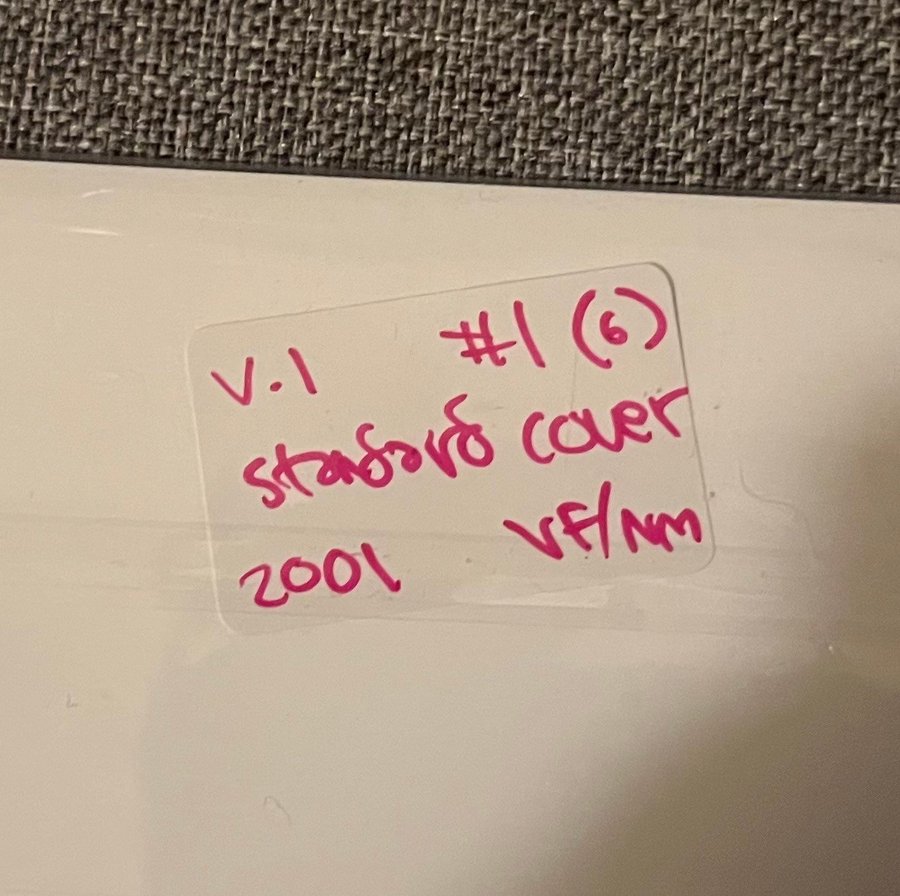 V.1 #1 (6)
standard cover
2001 VF/NM